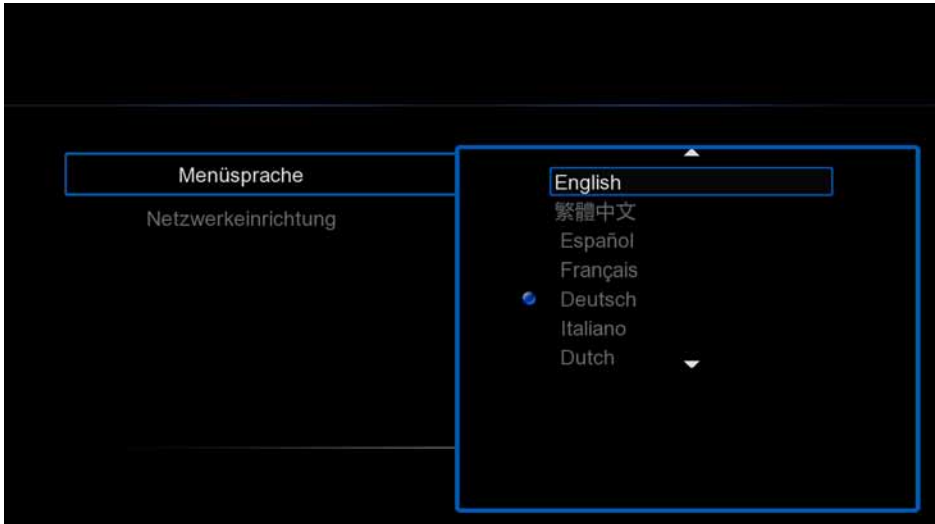 Menüsprache
Netzwerkeinrichtung
English
繁體中文
Español
Français
Deutsch
Italiano
Dutch